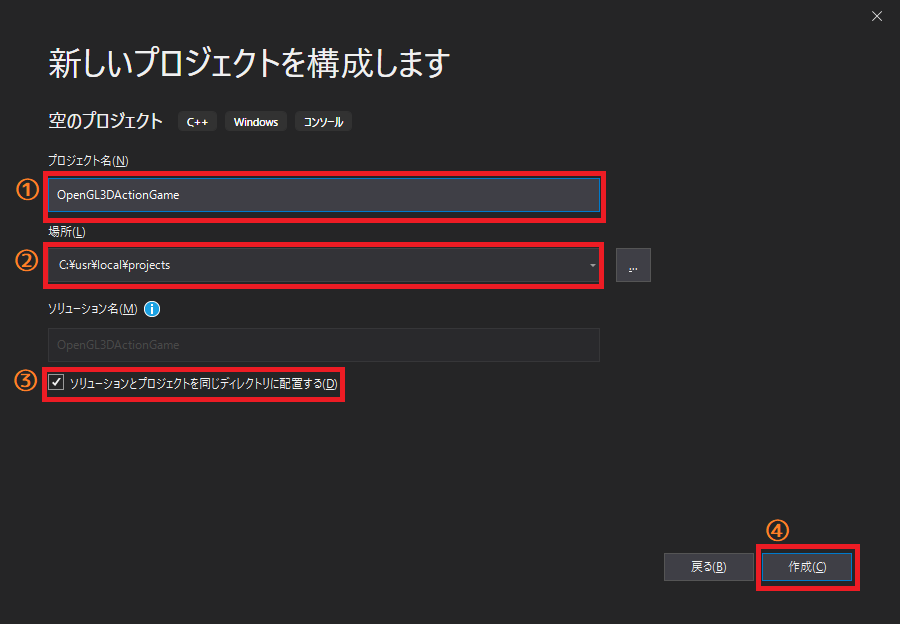 新しいプロジェクトを構成します
空のプロジェクト C++ Windows コンソール
プロジェクト名(N)
① OpenGL3DActionGame
場所(L)
② C:¥usr¥local¥projects ...
ソリューション名(M) i
OpenGL3DActionGame
③ ソリューションとプロジェクトを同じディレクトリに配置する(D)
④
戻る(B) 作成(C)